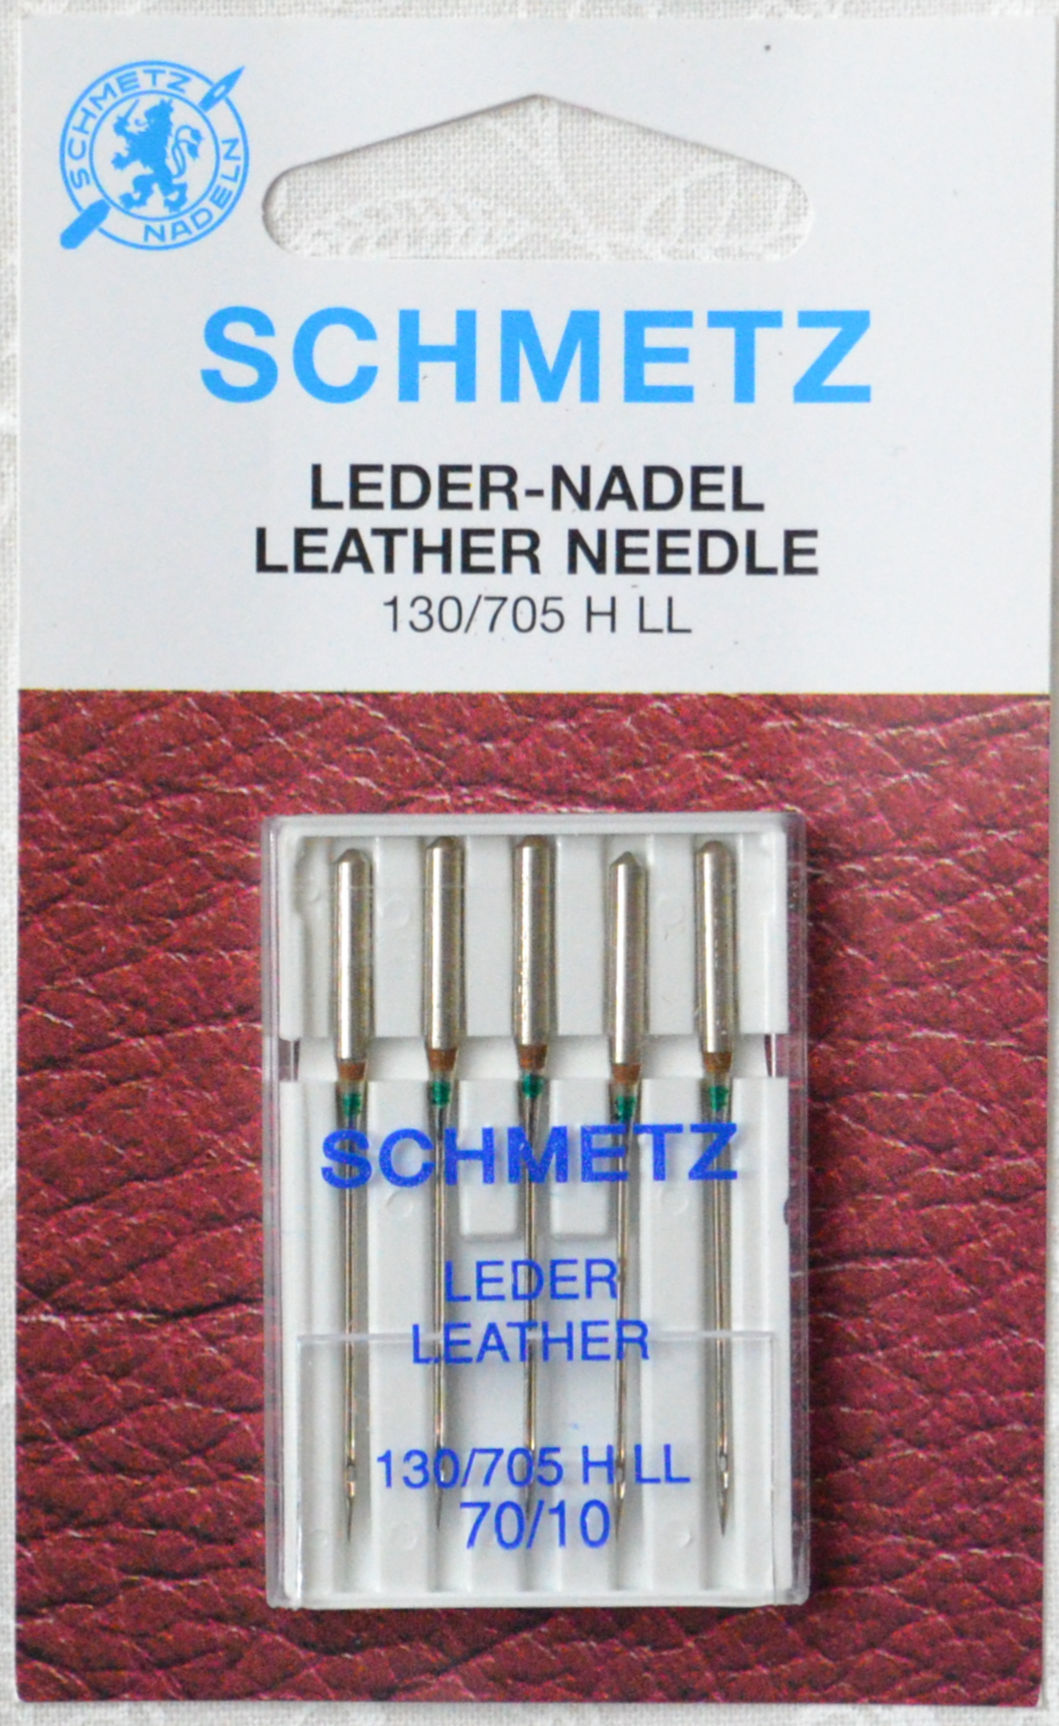 SCHMETZ
NADELN
SCHMETZ
LEDER-NADEL
LEATHER NEEDLE
130/705 H LL
SCHMETZ
LEDER
LEATHER
130/705 H LL
70/10